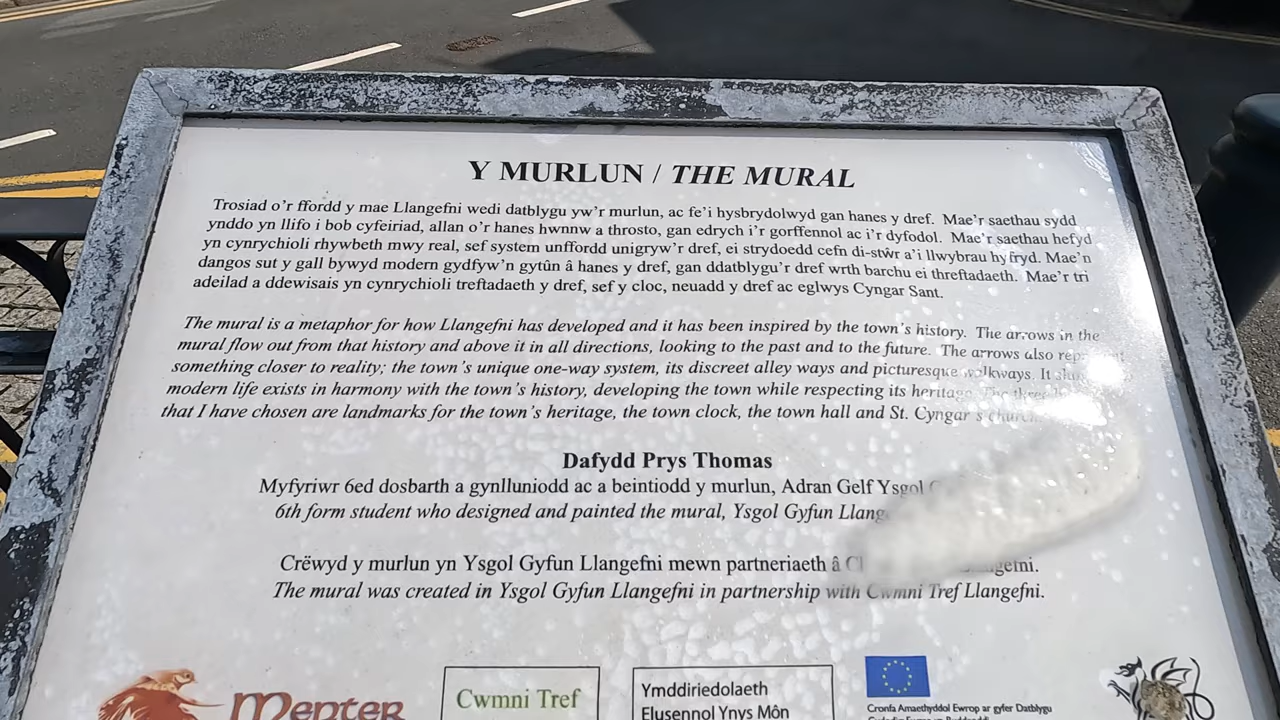 Y MURLUN / THE MURAL
Trosiad o'r ffordd y mae Llangefni wedi datblygu yw'r murlun, ac fe'i hysbrydolwyd gan hanes y dref. Mae'r saethau sydd
ynddo yn llifo i bob cyfeiriad, allan o'r hanes hwnnw a throsto, gan edrych i'r gorffennol ac i'r dyfodol. Mae'r saethau hefyd
yn cynrychioli rhywbeth mwy real, sef system unffordd unigryw'r dref, ei strydoedd cefn di-stŵr a'i llwybrau hyfryd. Mae'n
dangos sut y gall bywyd modern gydfyw'n gytûn â hanes y dref, gan ddatblygu'r dref wrth barchu ei threftadaeth. Mae'r tri
adeilad a ddewisais yn cynrychioli treftadaeth y dref, sef y cloc, neuadd y dref ac eglwys Cyngar Sant.
The mural is a metaphor for how Llangefni has developed and it has been inspired by the town's history. The arrows in the
mural flow out from that history and above it in all directions, looking to the past and to the future. The arrows also
something closer to reality; the town's unique one-way system, its discreet alley ways and picturesque walkways. It
modern life exists in harmony with the town's history, developing the town while respecting its heritage. The three
that I have chosen are landmarks for the town's heritage, the town clock, the town hall and St. Cyngar's church.
Dafydd Prys Thomas
Myfyriwr 6ed dosbarth a gynlluniodd ac a beintiodd y murlun, Adran Gelf Ysgol
6th form student who designed and painted the mural, Ysgol Gyfun
Crëwyd y murlun yn Ysgol Gyfun Llangefni mewn partneriaeth â
The mural was created in Ysgol Gyfun Llangefni in partnership with Cwmni Tref Llangefni.
Menter
Cwmni Tref
Ymddiriedolaeth
Elusennol Ynys Môn
Cronfa Amaethyddol Ewrop ar gyfer Datblygu